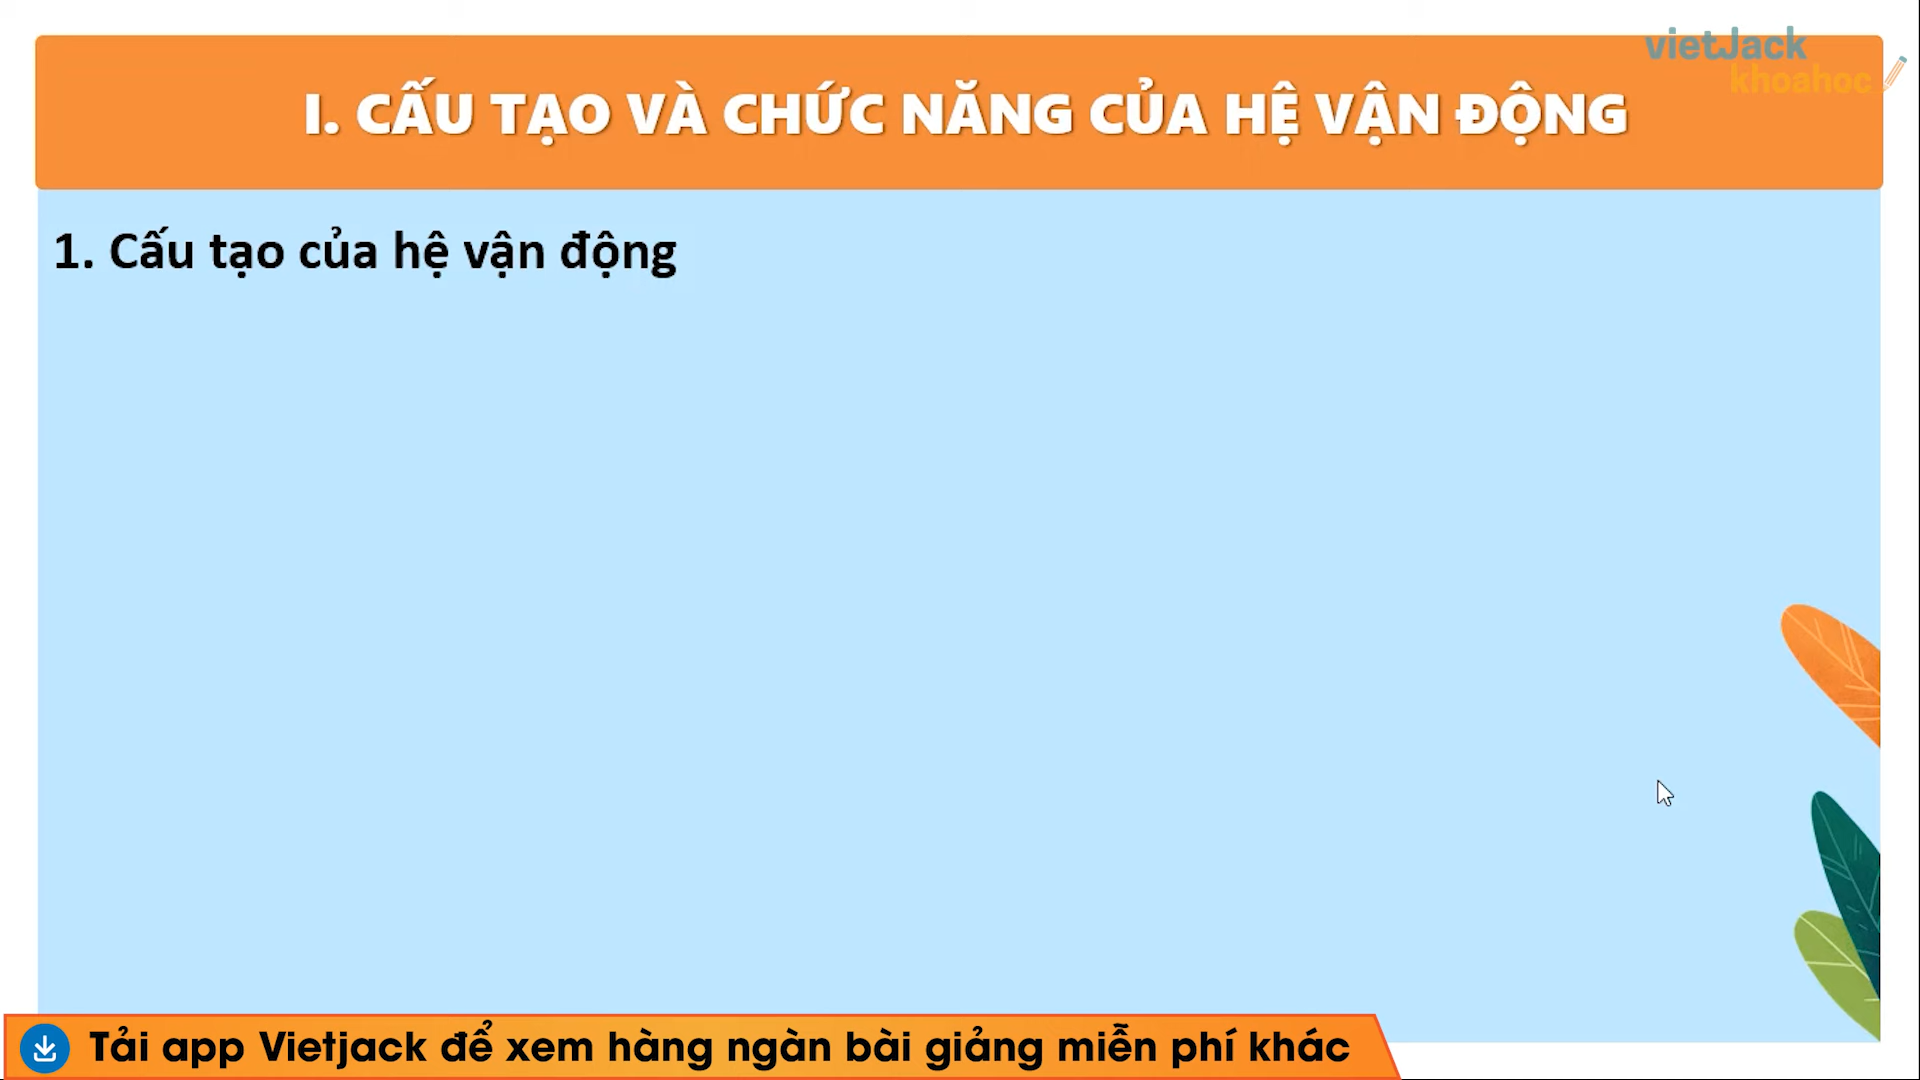 vietJack
khoahoc
I. CẤU TẠO VÀ CHỨC NĂNG CỦA HỆ VẬN ĐỘNG
1. Cấu tạo của hệ vận động
Tải app Vietjack để xem hàng ngàn bài giảng miễn phí khác